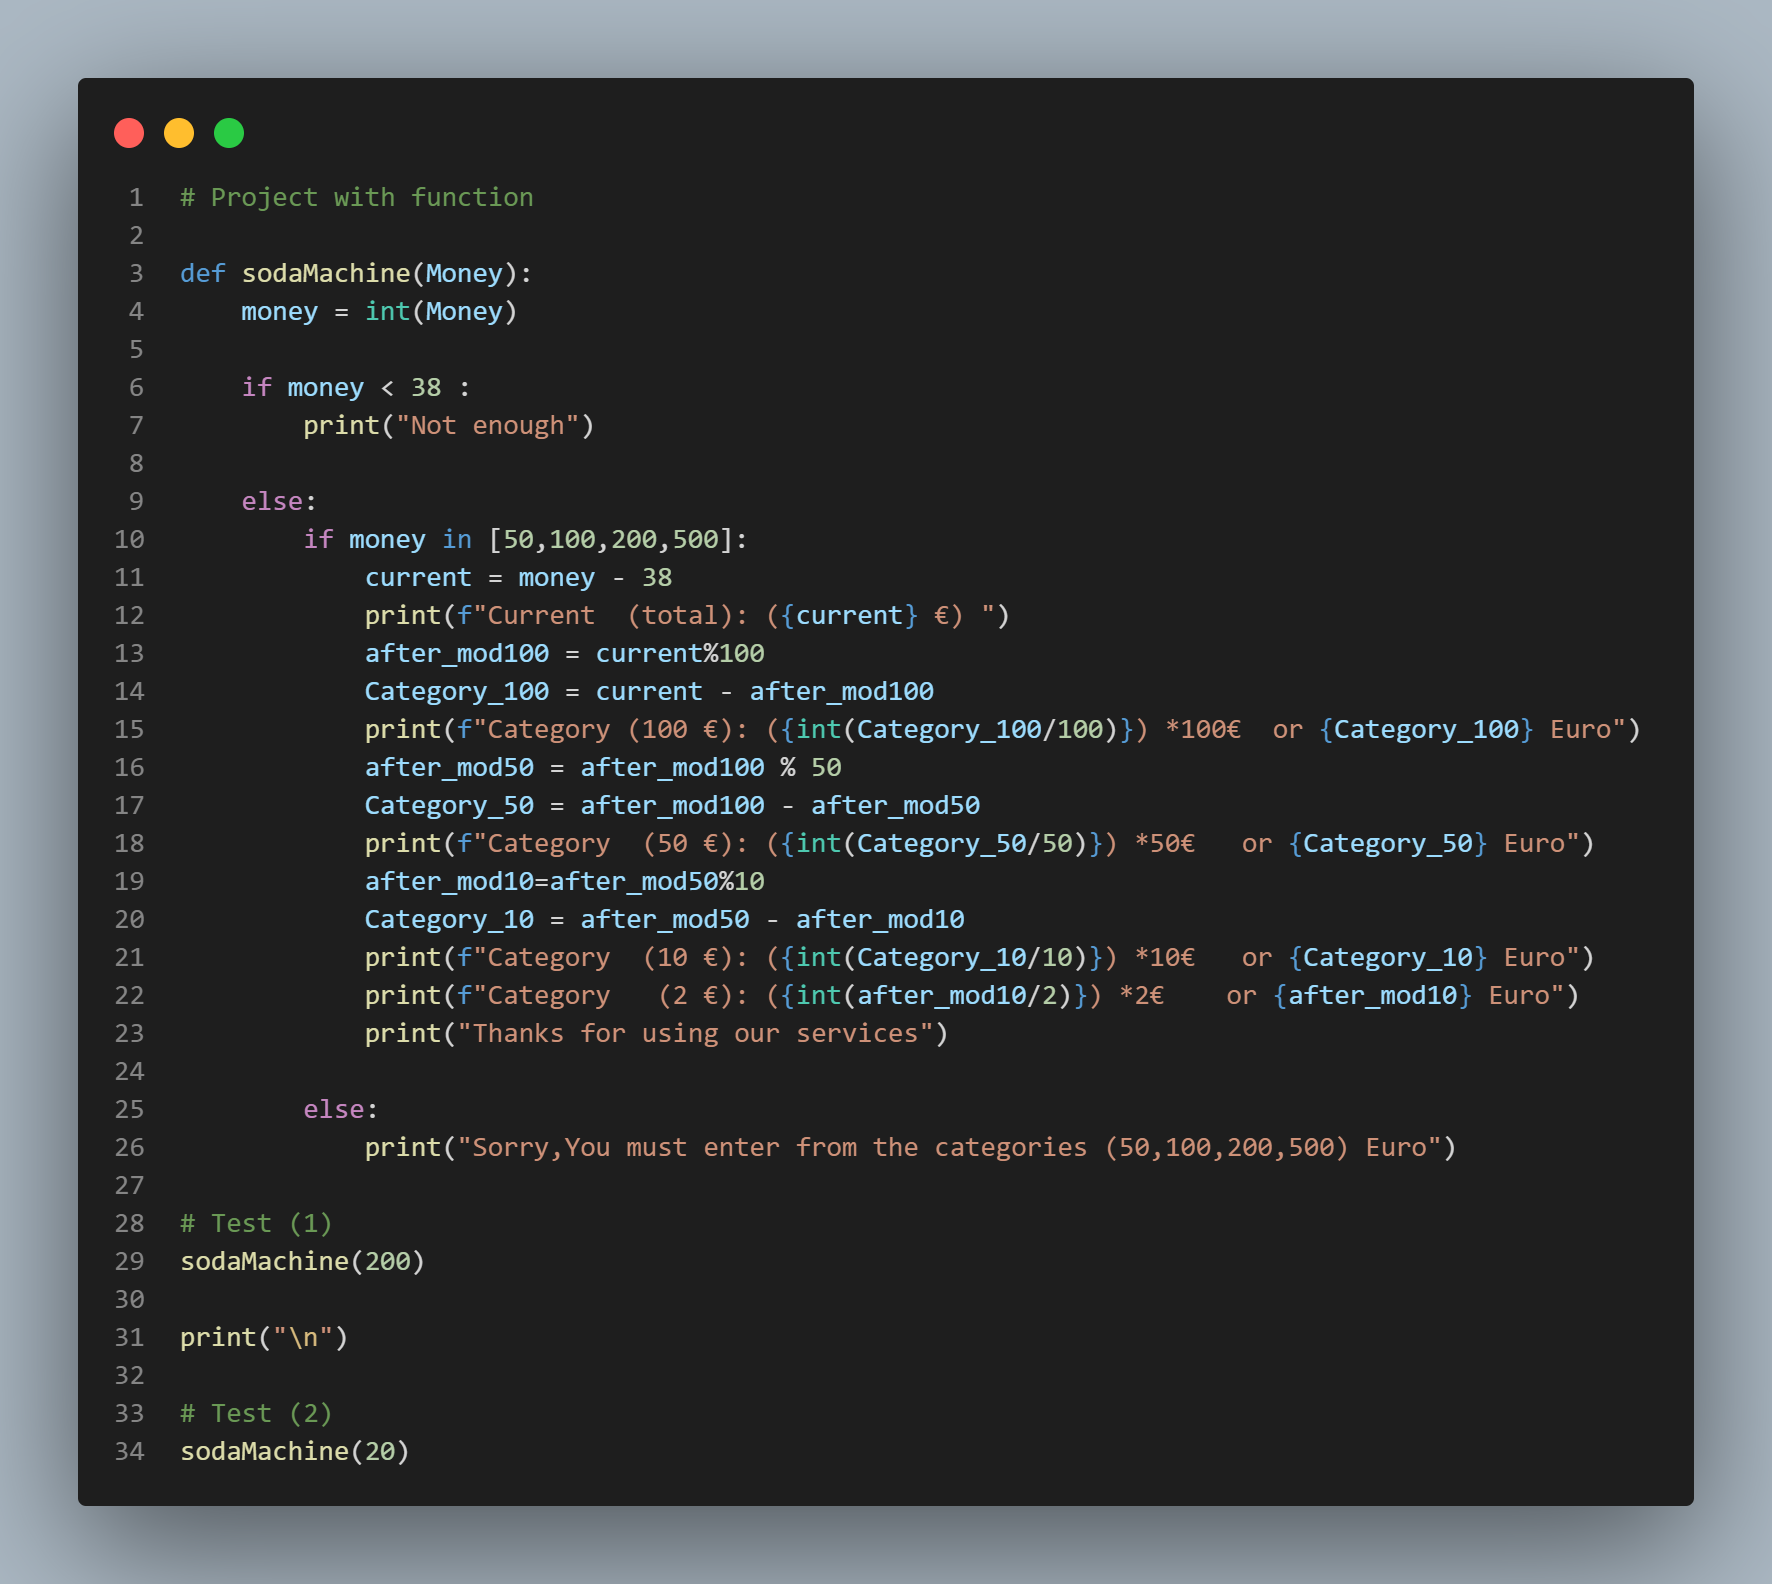 1 # Project with function
2
3 def sodaMachine(Money):
4     money = int(Money)
5
6     if money < 38 :
7         print("Not enough")
8
9     else:
10         if money in [50,100,200,500]:
11             current = money - 38
12             print(f"Current  (total): ({current} €) ")
13             after_mod100 = current%100
14             Category_100 = current - after_mod100
15             print(f"Category (100 €): ({int(Category_100/100)}) *100€  or {Category_100} Euro")
16             after_mod50 = after_mod100 % 50
17             Category_50 = after_mod100 - after_mod50
18             print(f"Category  (50 €): ({int(Category_50/50)}) *50€   or {Category_50} Euro")
19             after_mod10=after_mod50%10
20             Category_10 = after_mod50 - after_mod10
21             print(f"Category  (10 €): ({int(Category_10/10)}) *10€   or {Category_10} Euro")
22             print(f"Category   (2 €): ({int(after_mod10/2)}) *2€    or {after_mod10} Euro")
23             print("Thanks for using our services")
24
25         else:
26             print("Sorry,You must enter from the categories (50,100,200,500) Euro")
27
28 # Test (1)
29 sodaMachine(200)
30
31 print("\n")
32
33 # Test (2)
34 sodaMachine(20)